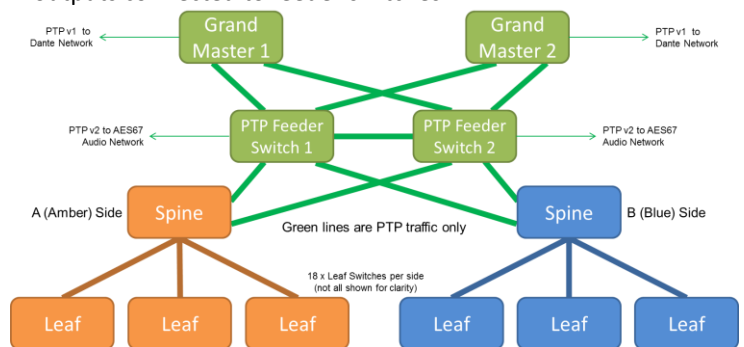 Grand
Master 1
Grand
Master 2
PTP v1 to
Dante Network
PTP v1 to
Dante Network
PTP Feeder
Switch 1
PTP Feeder
Switch 2
PTP v2 to AES67
Audio Network
PTP v2 to AES67
Audio Network
A (Amber) Side
Spine
Green lines are PTP traffic only
Spine
B (Blue) Side
18 x Leaf Switches per side
(not all shown for clarity)
Leaf
Leaf
Leaf
Leaf
Leaf
Leaf